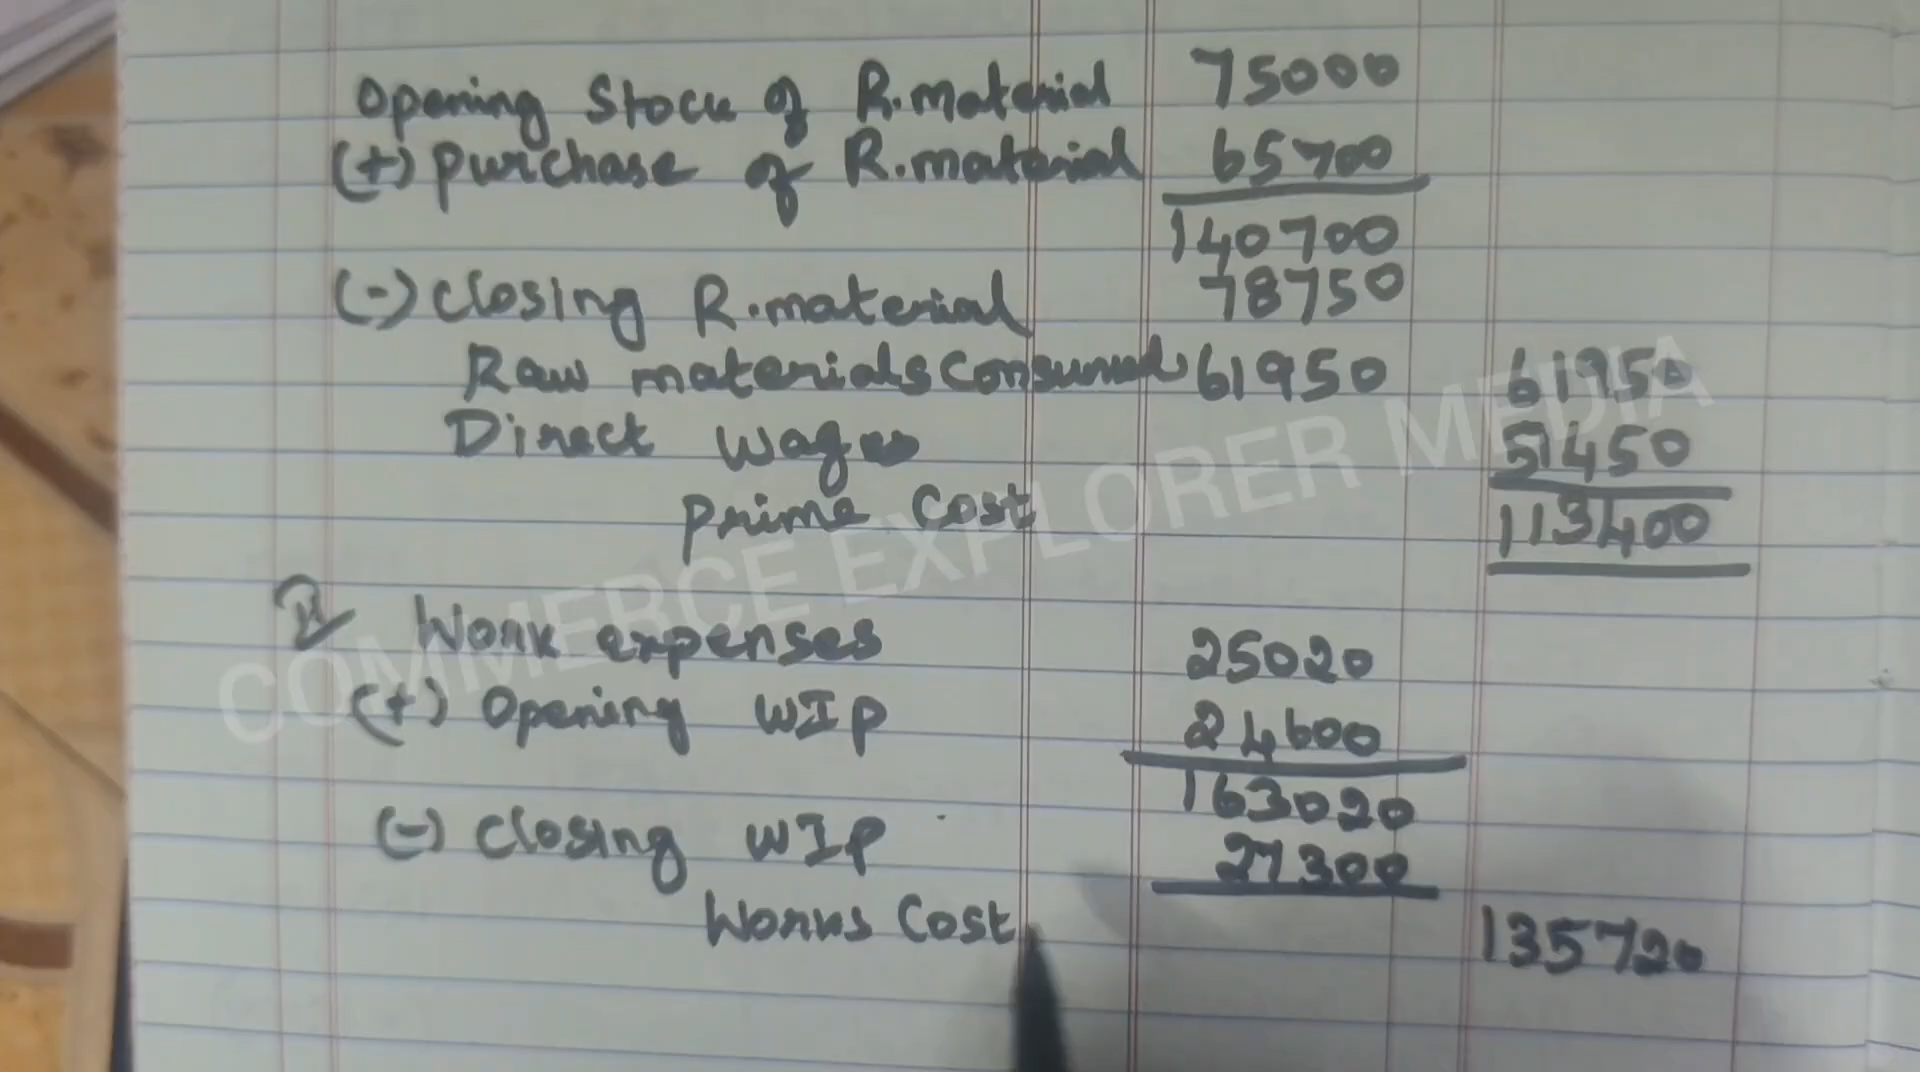 Opening Stock of R.material 75000
(+) purchase of R.material 65700
140700
(-) closing R.material 78750
Raw materials consumed 61950 61950
Direct wages 51450
prime cost 113400
II Work expenses 25020
(+) Opening WIP 24600
163020
(-) closing WIP 27300
Works Cost 135720
COMMERCE EXPLORER MEDIA